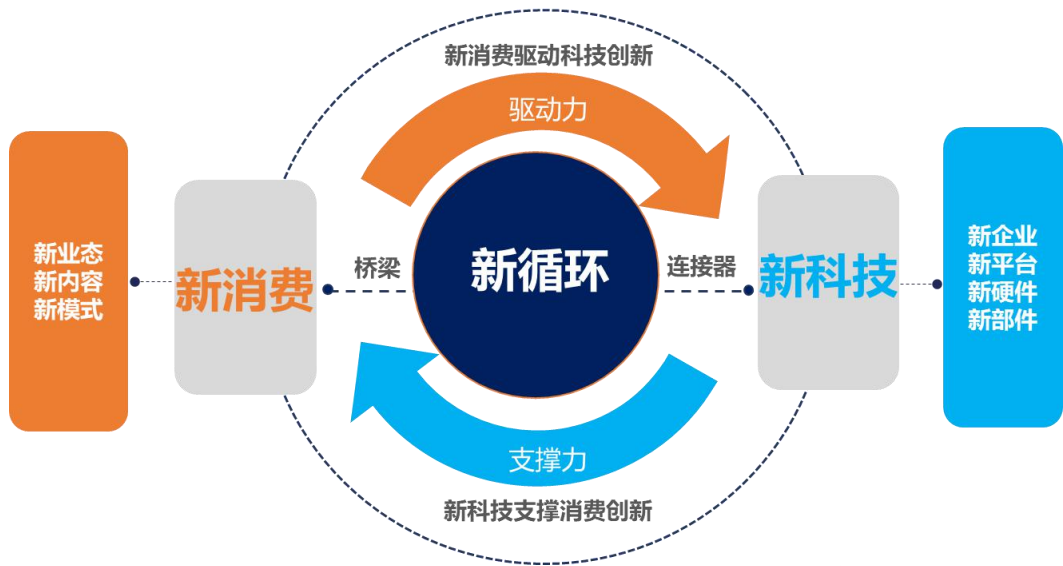 新消费驱动科技创新
驱动力
新业态
新内容
新模式
新消费
桥梁
新循环
连接器
新科技
新企业
新平台
新硬件
新部件
支撑力
新科技支撑消费创新